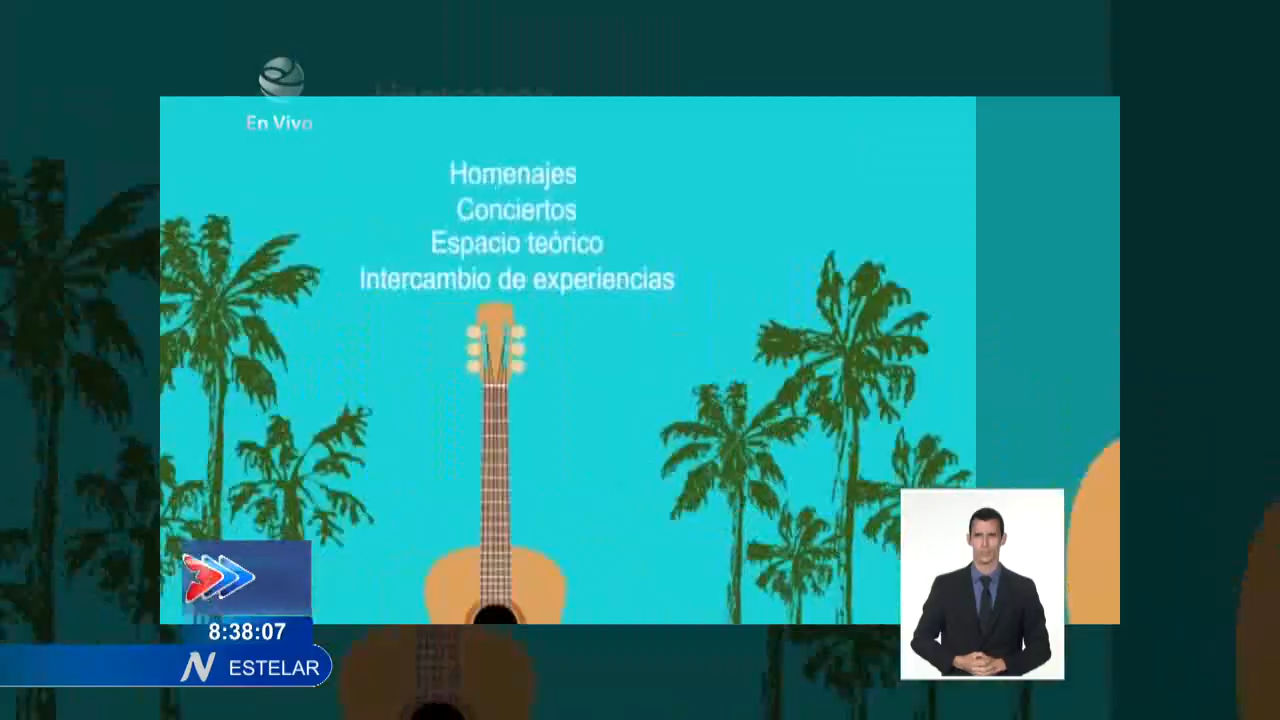 En Vivo
Homenajes
Conciertos
Espacio teórico
Intercambio de experiencias
8:38:07
N ESTELAR